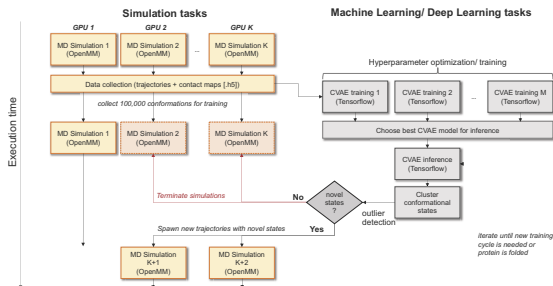 Simulation tasks
Machine Learning/ Deep Learning tasks
GPU 1
GPU 2
GPU K
MD Simulation 1
(OpenMM)
MD Simulation 2
(OpenMM)
...
MD Simulation K
(OpenMM)
Data collection (trajectories + contact maps [.h5])
collect 100,000 conformations for training
Hyperparameter optimization/ training
CVAE training 1
(Tensorflow)
CVAE training 2
(Tensorflow)
...
CVAE training M
(Tensorflow)
Choose best CVAE model for inference
Execution time
MD Simulation 1
(OpenMM)
MD Simulation 2
(OpenMM)
MD Simulation K
(OpenMM)
CVAE inference
(Tensorflow)
Cluster
conformational
states
outlier
detection
novel
states
?
No
Terminate simulations
Yes
Spawn new trajectories with novel states
MD Simulation
K+1
(OpenMM)
MD Simulation
K+2
(OpenMM)
iterate until new training
cycle is needed or
protein is folded